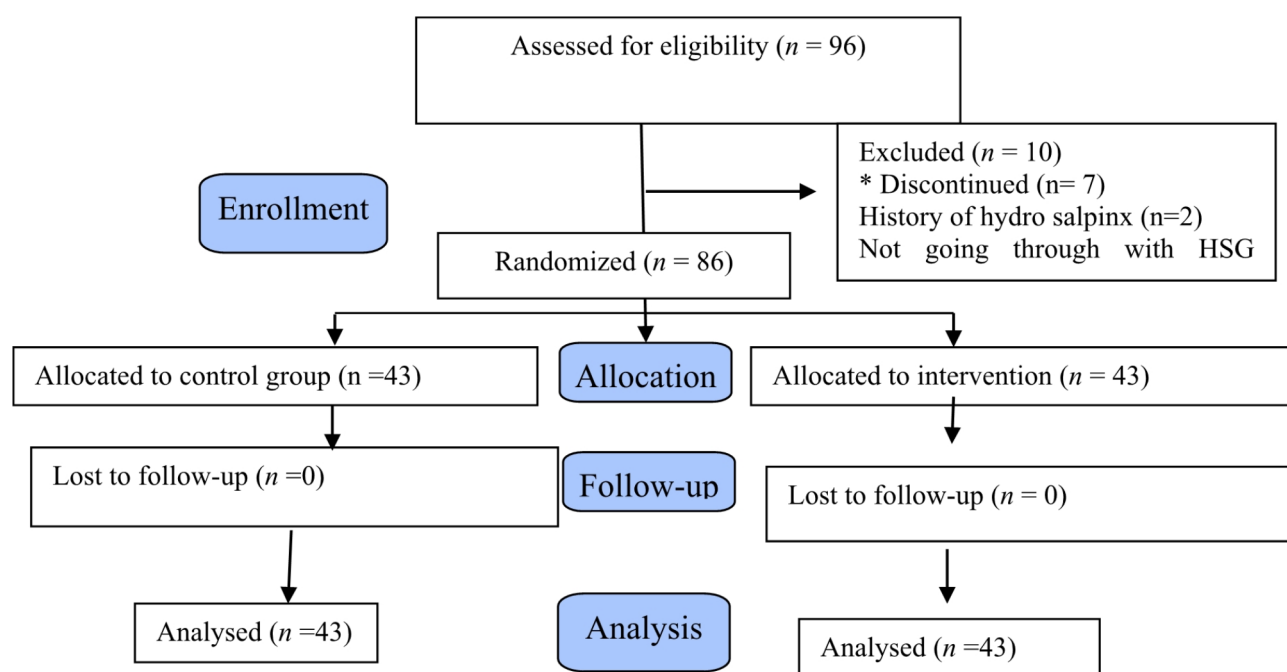 Assessed for eligibility (n = 96)
Excluded (n = 10)
* Discontinued (n= 7)
History of hydro salpinx (n=2)
Not going through with HSG
Enrollment
Randomized (n = 86)
Allocated to control group (n =43)
Allocation
Allocated to intervention (n = 43)
Lost to follow-up (n =0)
Follow-up
Lost to follow-up (n = 0)
Analysed (n =43)
Analysis
Analysed (n =43)